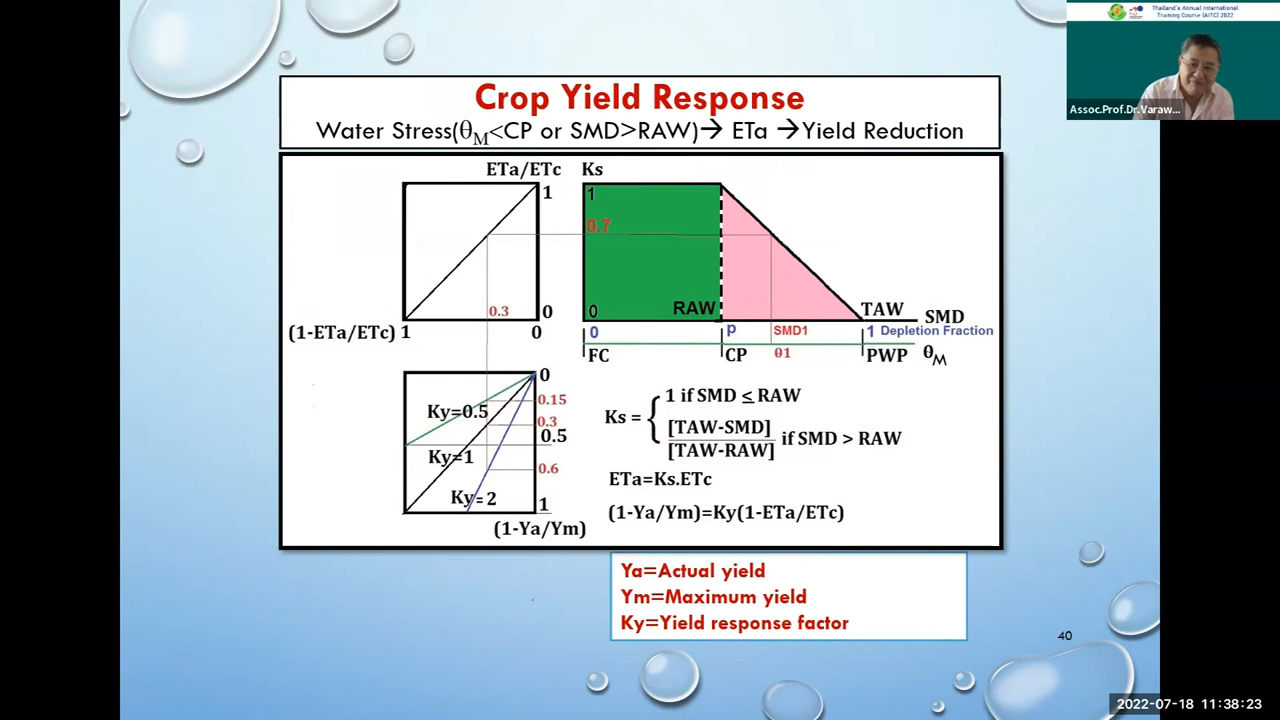 Thailand's Annual International
Training Course (AITC) 2022
Assoc.Prof.Dr.Varaw...
Crop Yield Response
Water Stress(θM<CP or SMD>RAW)→ ETa →Yield Reduction
ETa/ETc
Ks
1
1
0.7
0.3
0
0
RAW
TAW
SMD
(1-ETa/ETc)
1
0
0
p
SMD1
1
Depletion Fraction
FC
CP
θ1
PWP
θM
0
Ky=0.5
0.15
0.3
0.5
Ky=1
0.6
Ky=2
1
(1-Ya/Ym)
Ks = { 1 if SMD ≤ RAW
[TAW-SMD]
[TAW-RAW]
if SMD > RAW
ETa=Ks.ETc
(1-Ya/Ym)=Ky(1-ETa/ETc)
Ya=Actual yield
Ym=Maximum yield
Ky=Yield response factor
40
2022-07-18 11:38:23